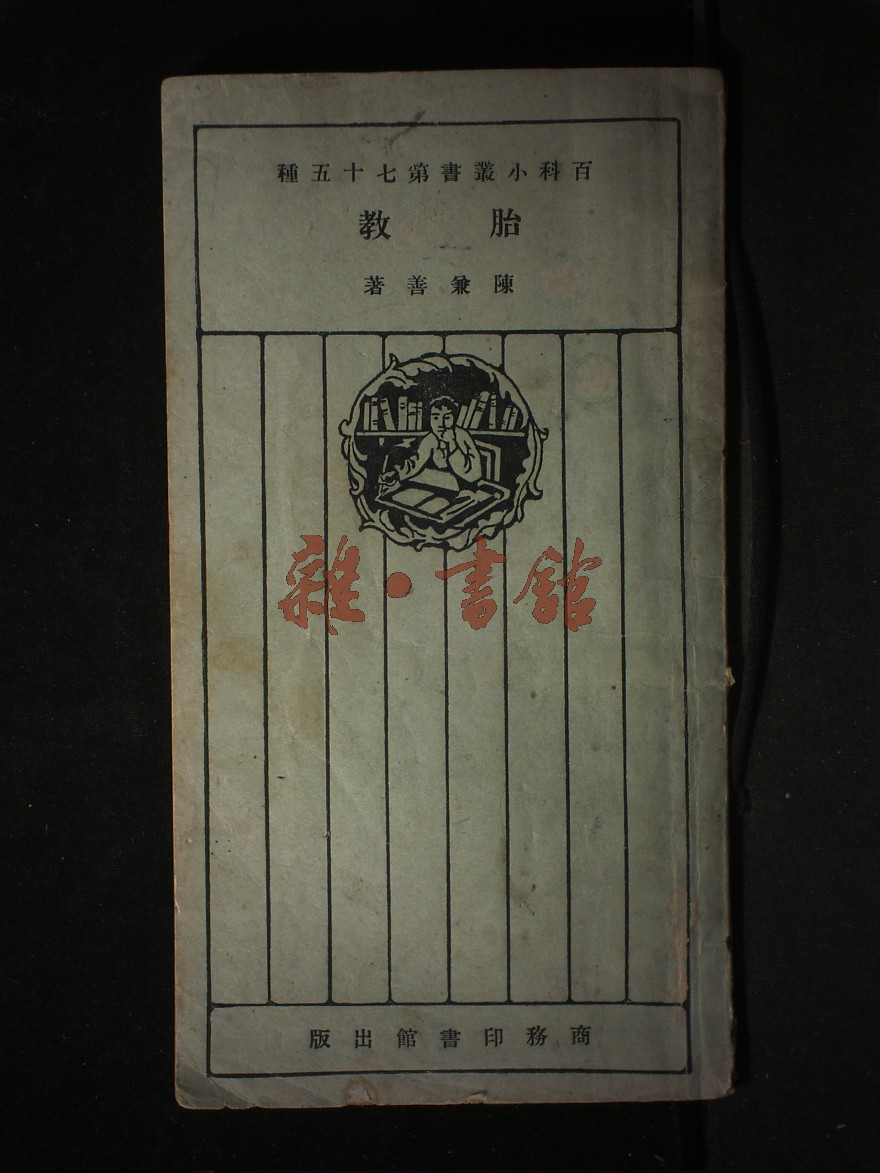 百科小叢書第七十五種
胎教
陳兼善著
雜·書館
商務印書館出版